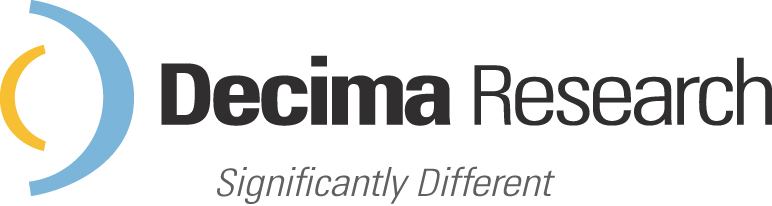 Decima Research
Significantly Different